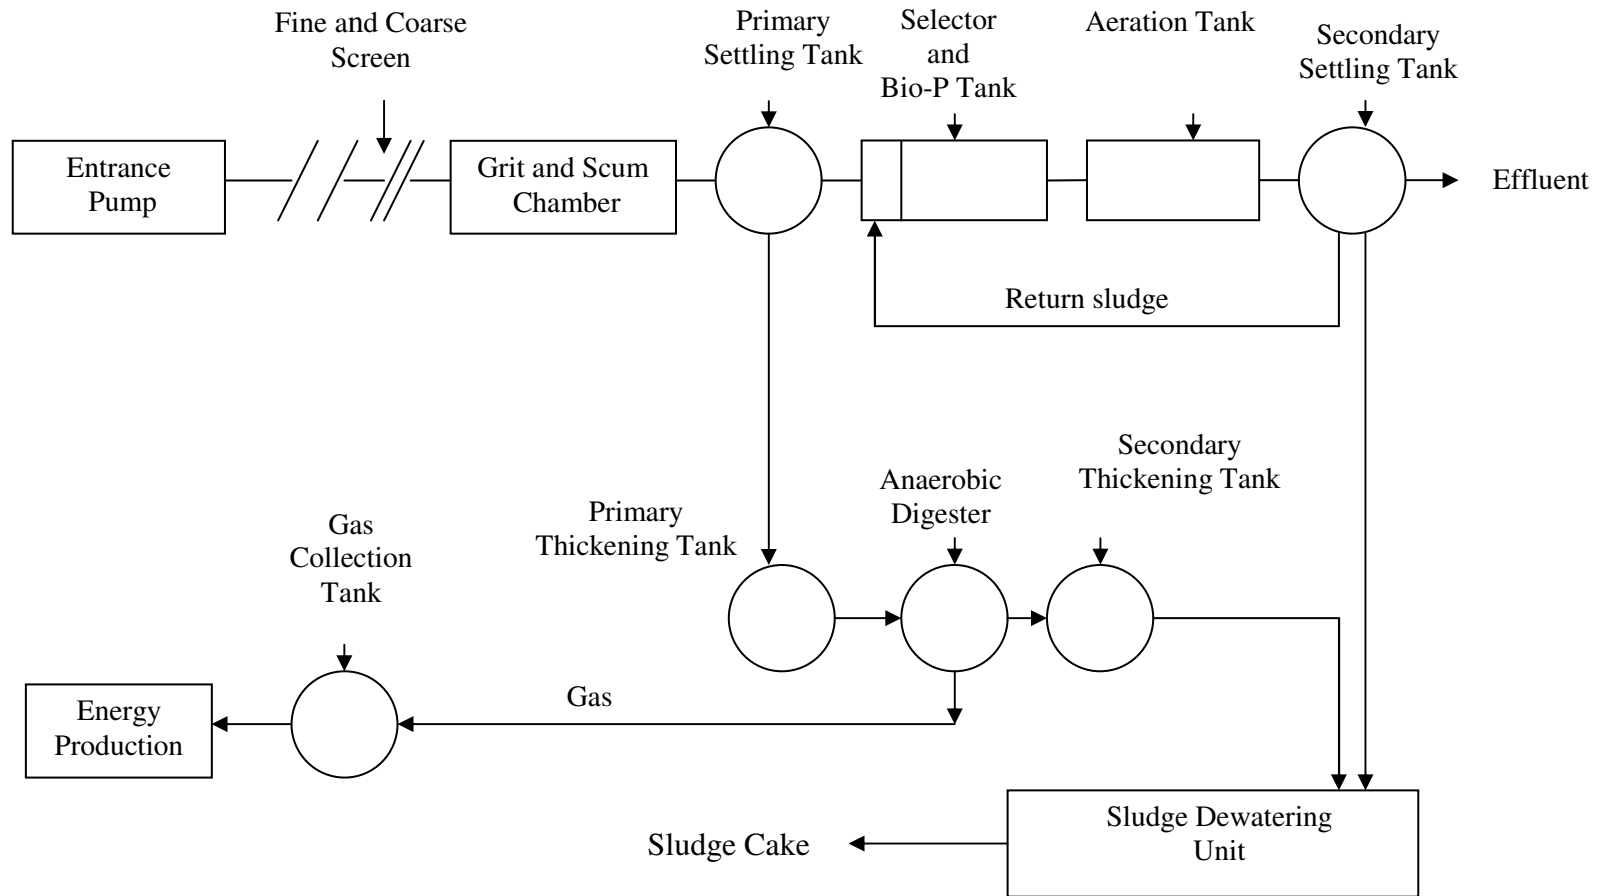 Fine and Coarse
Screen
Primary
Settling Tank
Selector
and
Bio-P Tank
Aeration Tank
Secondary
Settling Tank
Entrance
Pump
Grit and Scum
Chamber
Effluent
Return sludge
Secondary
Thickening Tank
Anaerobic
Digester
Primary
Thickening Tank
Gas
Collection
Tank
Gas
Energy
Production
Sludge Dewatering
Unit
Sludge Cake